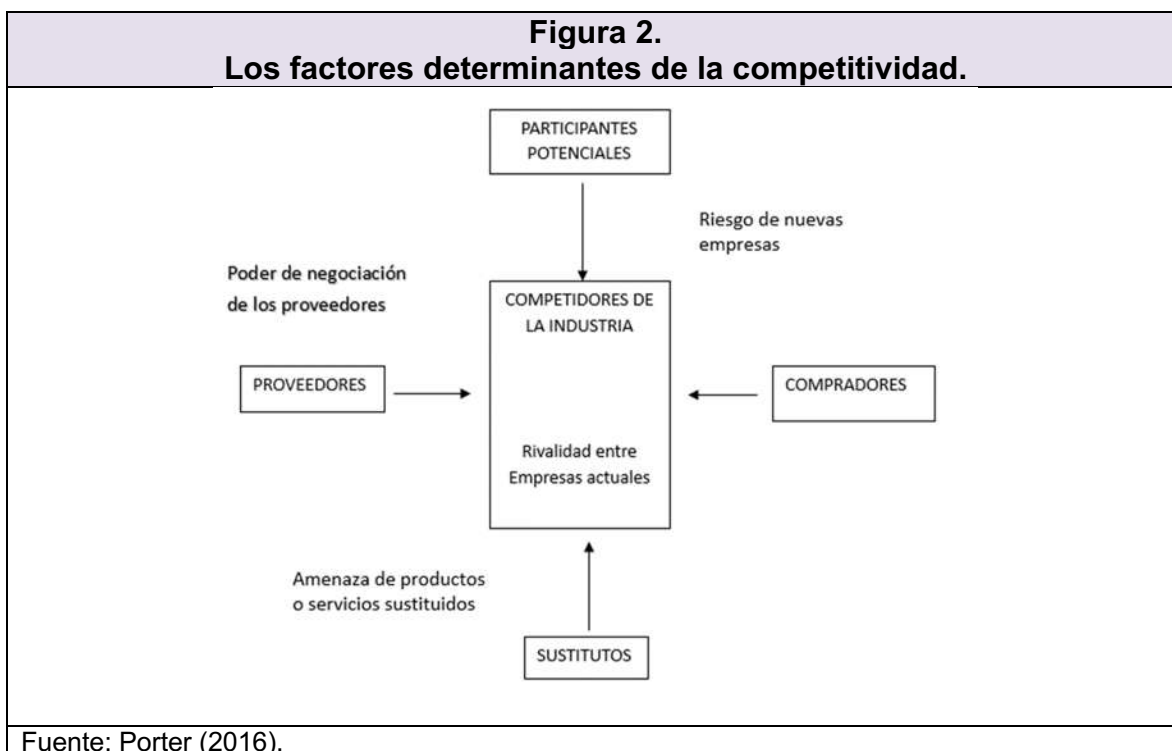 Figura 2.
Los factores determinantes de la competitividad.
PARTICIPANTES
POTENCIALES
Riesgo de nuevas
empresas
Poder de negociación
de los proveedores
COMPETIDORES DE
LA INDUSTRIA
PROVEEDORES
COMPRADORES
Rivalidad entre
Empresas actuales
Amenaza de productos
o servicios sustituidos
SUSTITUTOS
Fuente: Porter (2016).